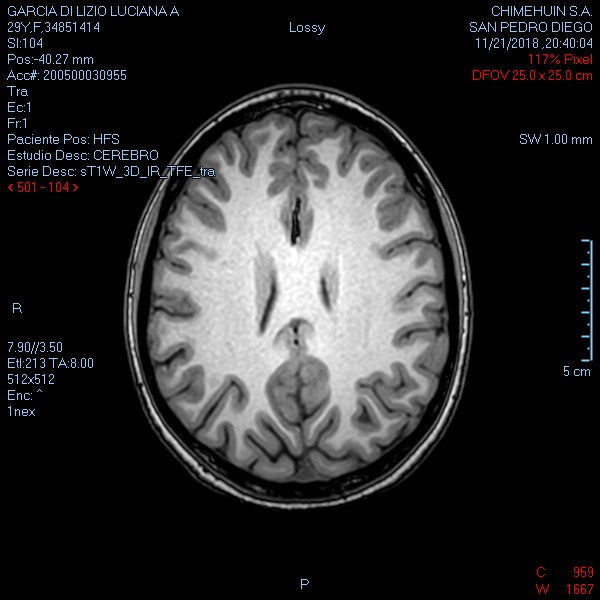 GARCIA DI LIZIO LUCIANA A
29Y,F,34851414
Sl:104
Pos:-40.27 mm
Acc#: 200500030955
Tra
Ec:1
Fr:1
Paciente Pos: HFS
Estudio Desc: CEREBRO
Serie Desc: sT1W_3D_IR_TFE_tra
< 501 - 104 >
Lossy
CHIMEHUIN S.A.
SAN PEDRO DIEGO
11/21/2018 ,20:40:04
117% Pixel
DFOV 25.0 x 25.0 cm
SW 1.00 mm
R
7.90//3.50
Etl:213 TA:8.00
512x512
Enc: ^
1nex
5 cm
P
C 959
W 1667